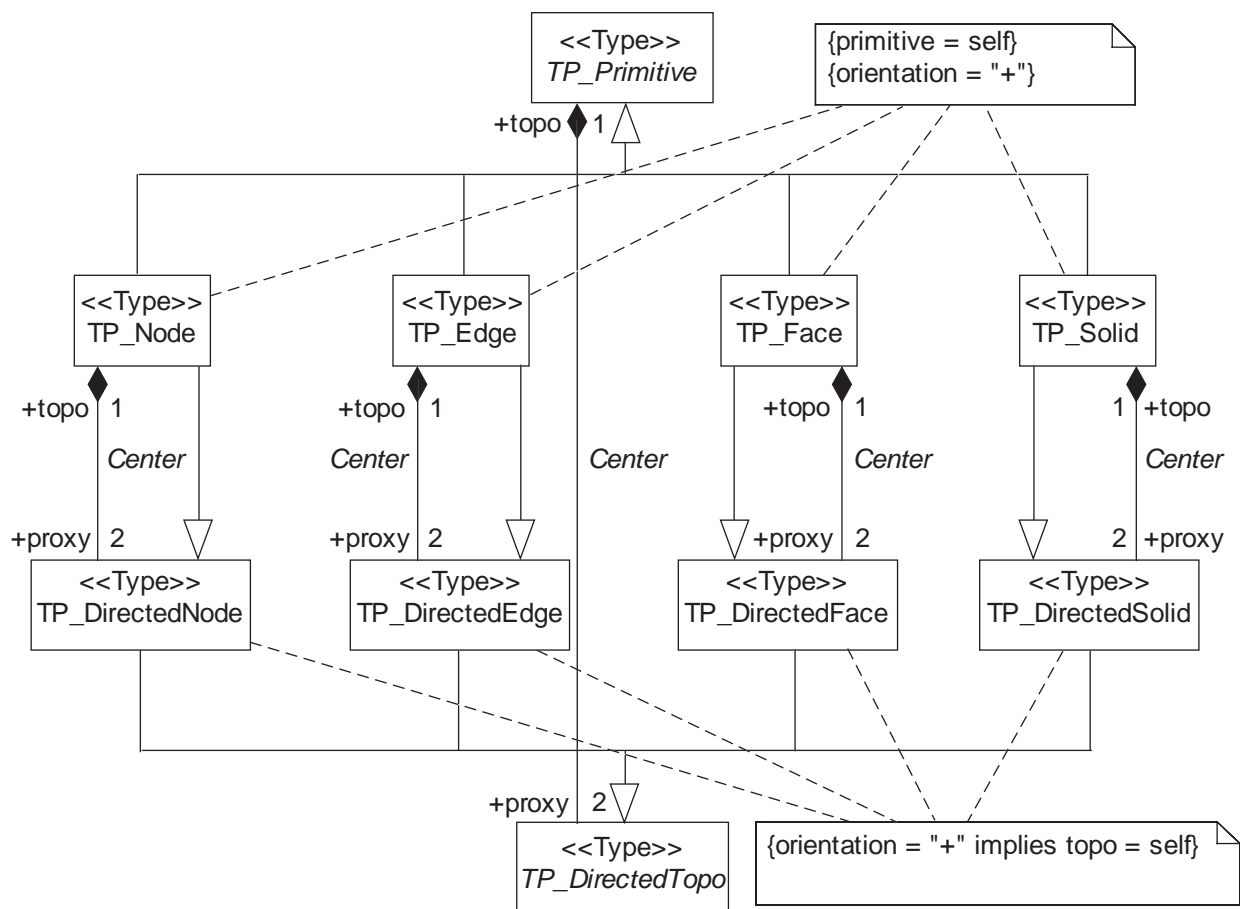 <<Type>>
TP_Primitive
{primitive = self}
{orientation = "+"}
+topo
1
<<Type>>
TP_Node
<<Type>>
TP_Edge
<<Type>>
TP_Face
<<Type>>
TP_Solid
+topo
1
+topo
1
+topo
1
1
+topo
Center
Center
Center
Center
Center
+proxy
2
+proxy
2
+proxy
2
2
+proxy
<<Type>>
TP_DirectedNode
<<Type>>
TP_DirectedEdge
<<Type>>
TP_DirectedFace
<<Type>>
TP_DirectedSolid
+proxy
2
<<Type>>
TP_DirectedTopo
{orientation = "+" implies topo = self}